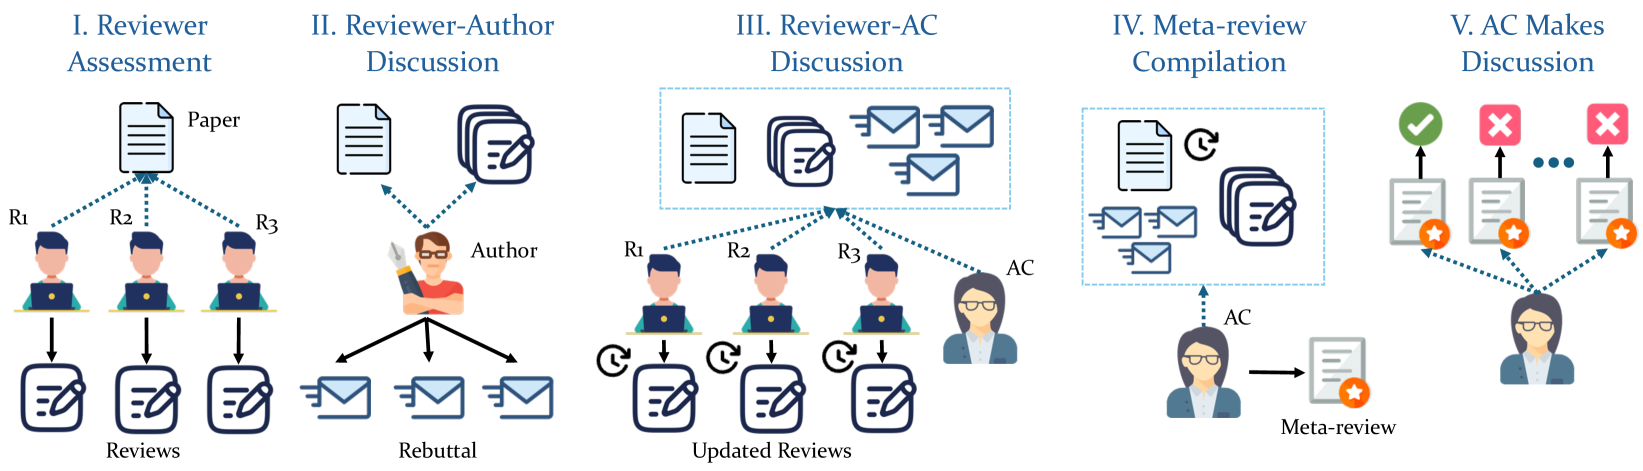 I. Reviewer
Assessment
Paper
R1
R2
R3
Reviews
II. Reviewer-Author
Discussion
Author
Rebuttal
III. Reviewer-AC
Discussion
R1
R2
R3
AC
Updated Reviews
IV. Meta-review
Compilation
AC
Meta-review
V. AC Makes
Discussion